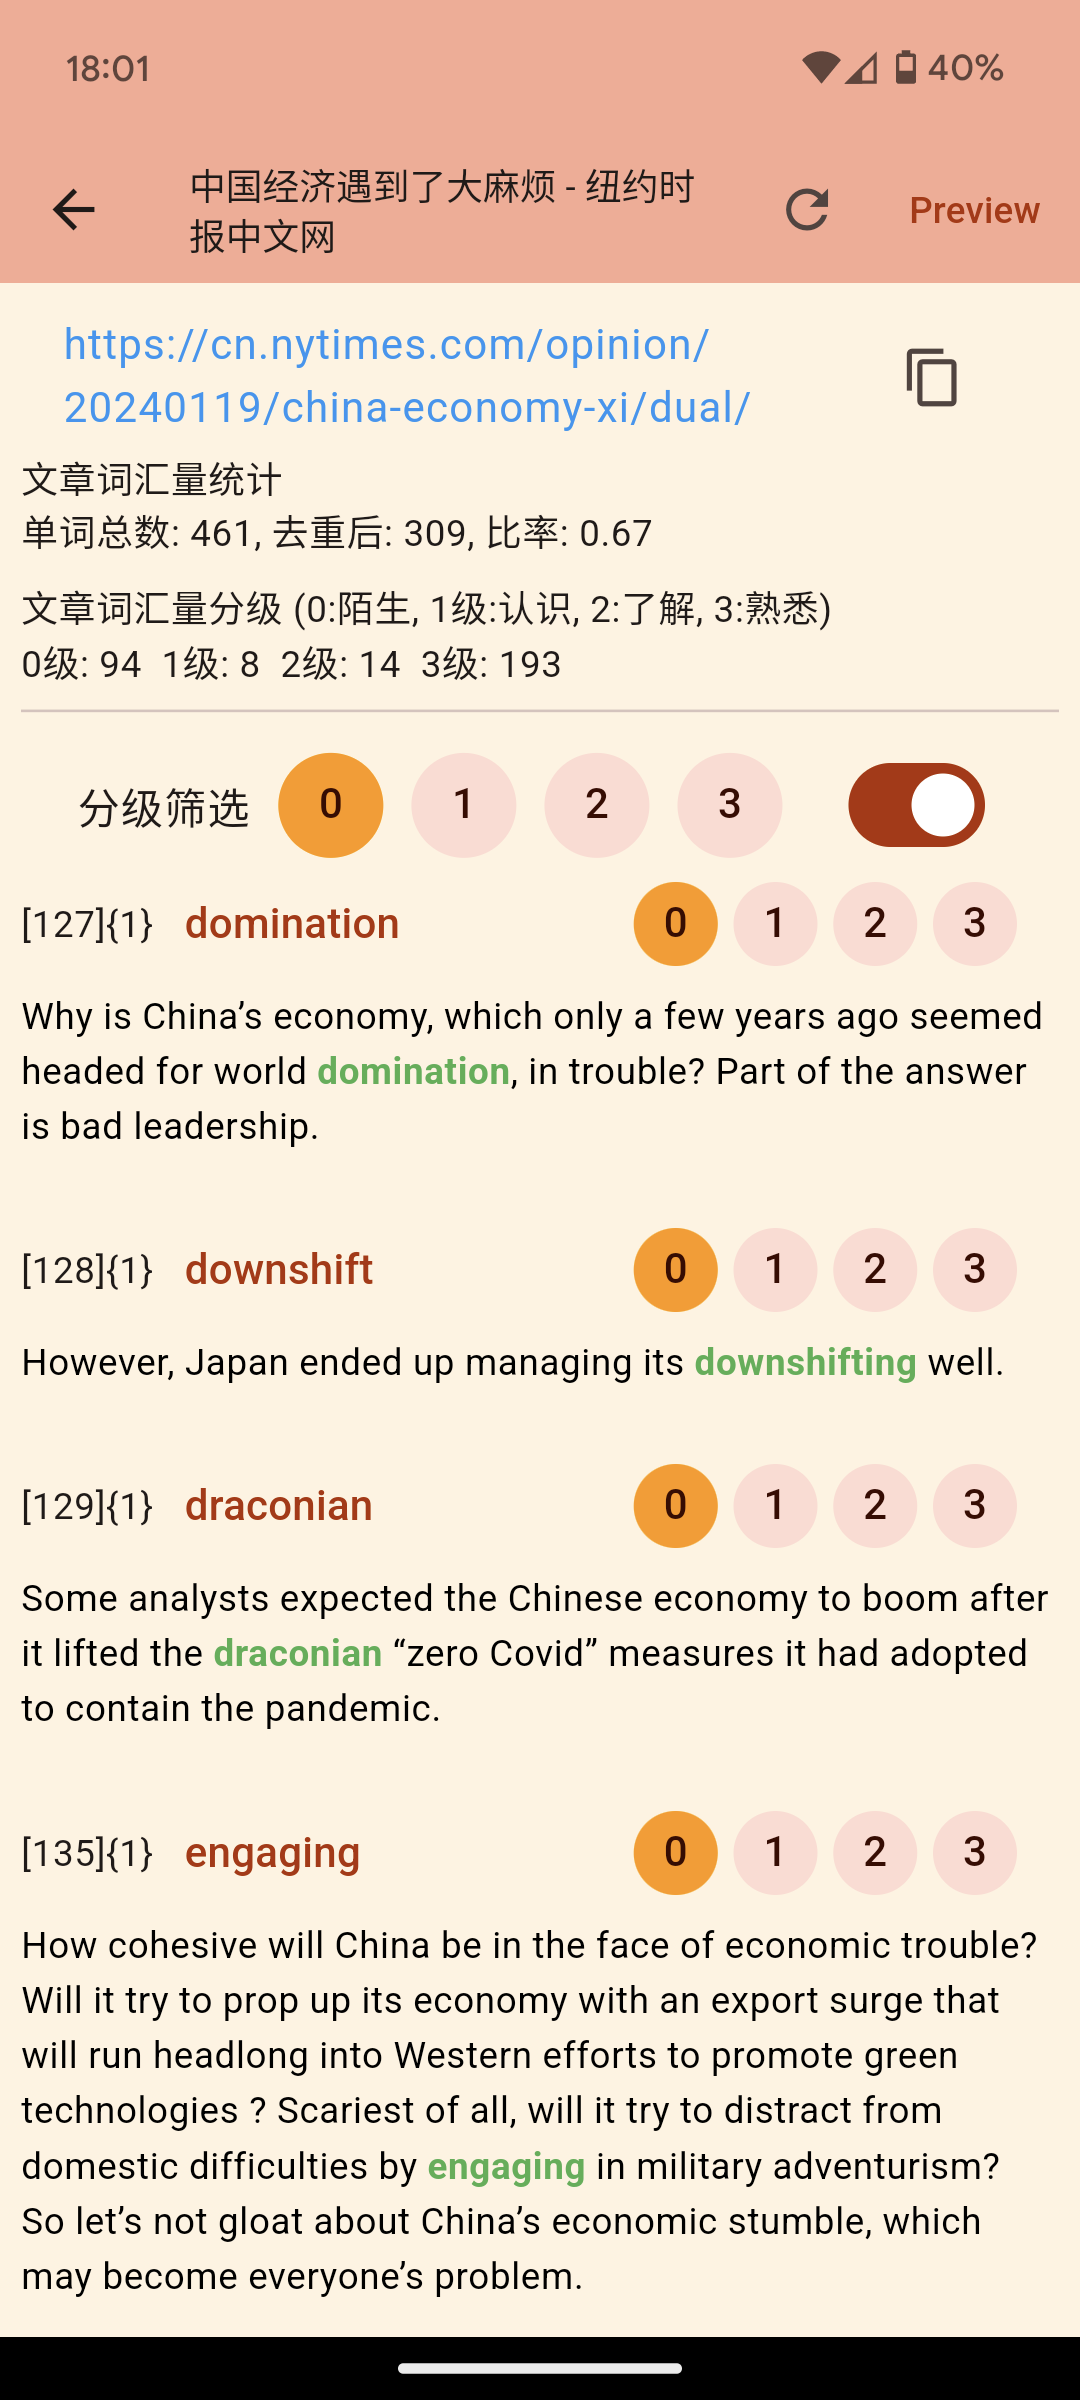 18:01
40%
中国经济遇到了大麻烦 - 纽约时
报中文网
Preview
https://cn.nytimes.com/opinion/
20240119/china-economy-xi/dual/
文章词汇量统计
单词总数: 461, 去重后: 309, 比率: 0.67
文章词汇量分级 (0:陌生, 1级:认识, 2:了解, 3:熟悉)
0级: 94  1级: 8  2级: 14  3级: 193
分级筛选 0 1 2 3
[127]{1} domination 0 1 2 3
Why is China’s economy, which only a few years ago seemed
headed for world domination, in trouble? Part of the answer
is bad leadership.
[128]{1} downshift 0 1 2 3
However, Japan ended up managing its downshifting well.
[129]{1} draconian 0 1 2 3
Some analysts expected the Chinese economy to boom after
it lifted the draconian “zero Covid” measures it had adopted
to contain the pandemic.
[135]{1} engaging 0 1 2 3
How cohesive will China be in the face of economic trouble?
Will it try to prop up its economy with an export surge that
will run headlong into Western efforts to promote green
technologies ? Scariest of all, will it try to distract from
domestic difficulties by engaging in military adventurism?
So let’s not gloat about China’s economic stumble, which
may become everyone’s problem.